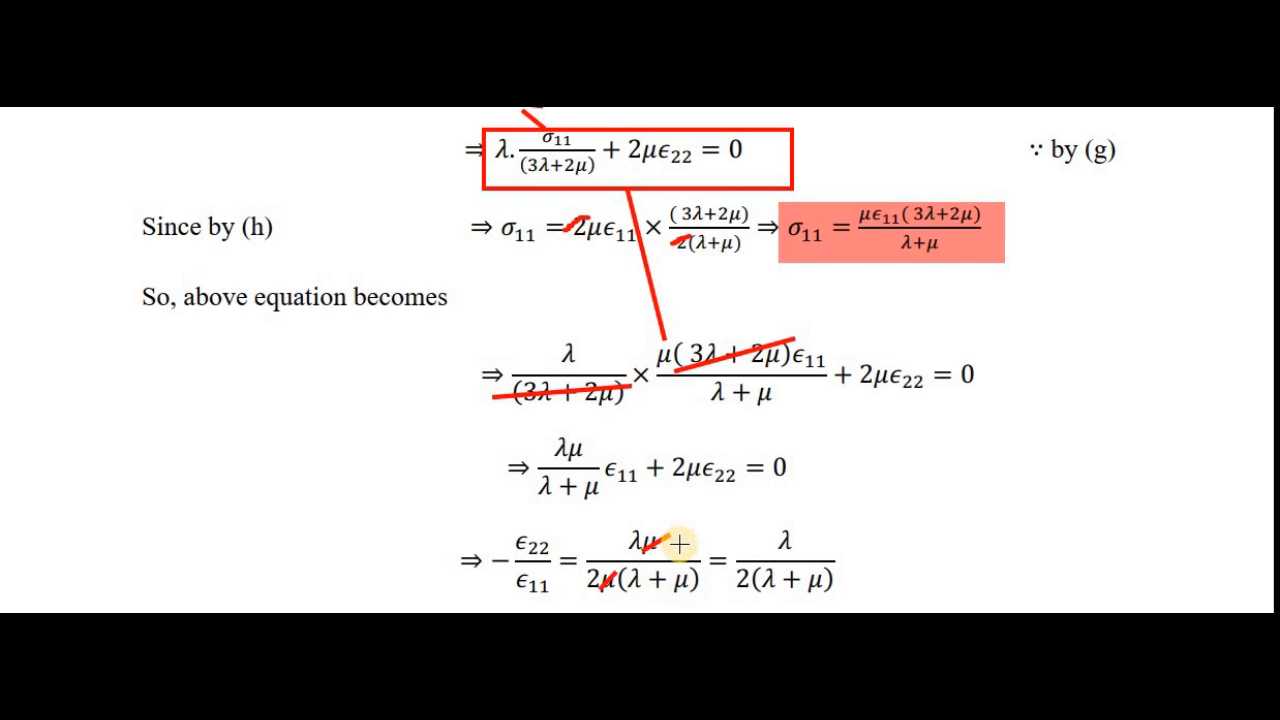 ⇒ λ. σ₁₁/(3λ+2μ) + 2μϵ₂₂ = 0 ∵ by (g)
Since by (h) ⇒ σ₁₁ = 2μϵ₁₁ × (3λ+2μ)/2(λ+μ) ⇒ σ₁₁ = μϵ₁₁(3λ+2μ)/λ+μ
So, above equation becomes
⇒ λ/(3λ + 2μ) × μ(3λ + 2μ)ϵ₁₁/λ + μ + 2μϵ₂₂ = 0
⇒ λμ/λ + μ ϵ₁₁ + 2μϵ₂₂ = 0
⇒ − ϵ₂₂/ϵ₁₁ = λμ/2μ(λ + μ) = λ/2(λ + μ)